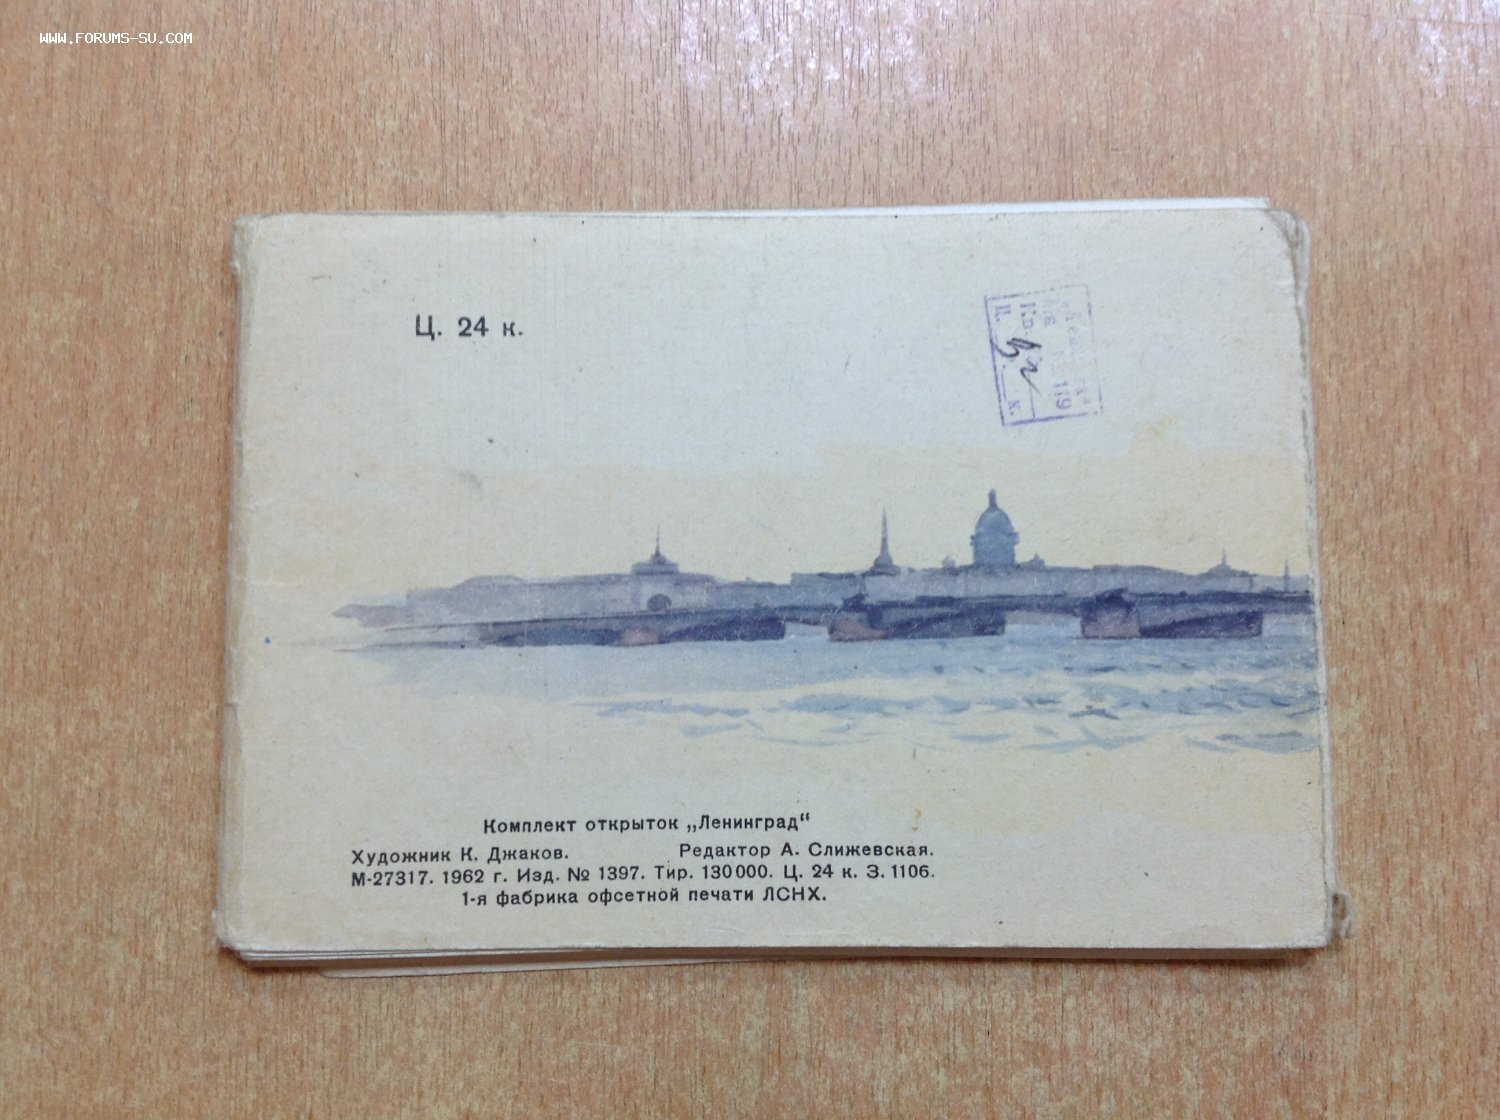 WWW.FORUMS-SU.COM
Ц. 24 к.
119
к.
Комплект открыток „Ленинград“
Художник К. Джаков. Редактор А. Слижевская.
М-27317. 1962 г. Изд. № 1397. Тир. 130000. Ц. 24 к. З. 1106.
1-я фабрика офсетной печати ЛСНХ.